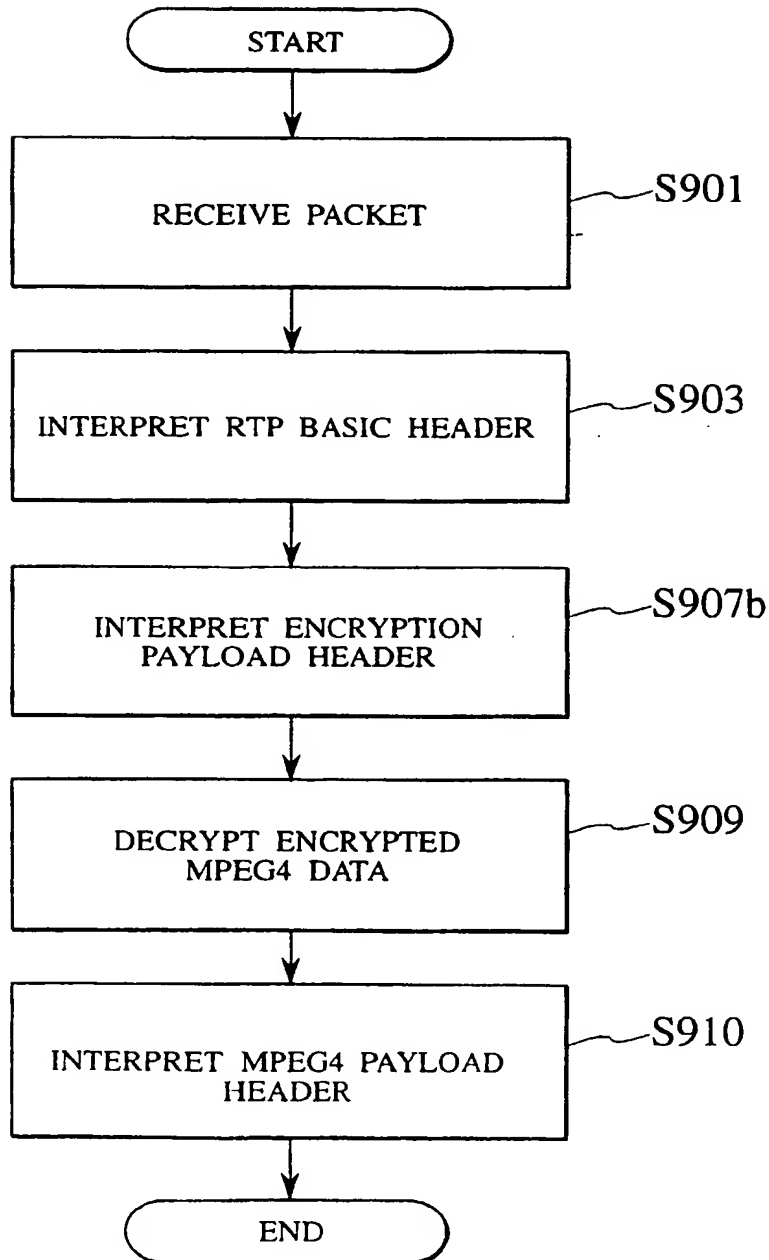 START
RECEIVE PACKET
S901
INTERPRET RTP BASIC HEADER
S903
INTERPRET ENCRYPTION
PAYLOAD HEADER
S907b
DECRYPT ENCRYPTED
MPEG4 DATA
S909
INTERPRET MPEG4 PAYLOAD
HEADER
S910
END